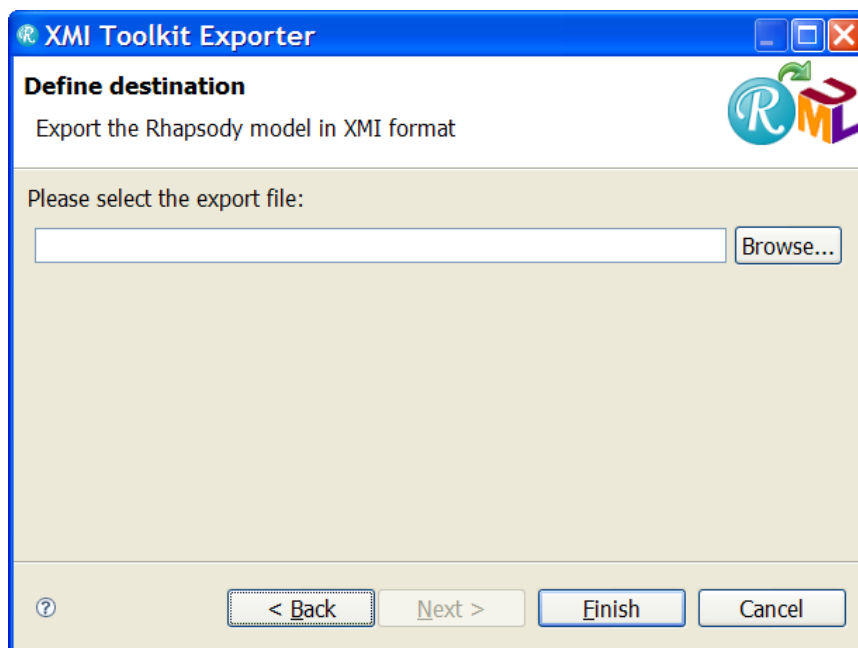 R XMI Toolkit Exporter
Define destination
Export the Rhapsody model in XMI format
R UML
Please select the export file:
Browse...
? < Back Next > Finish Cancel